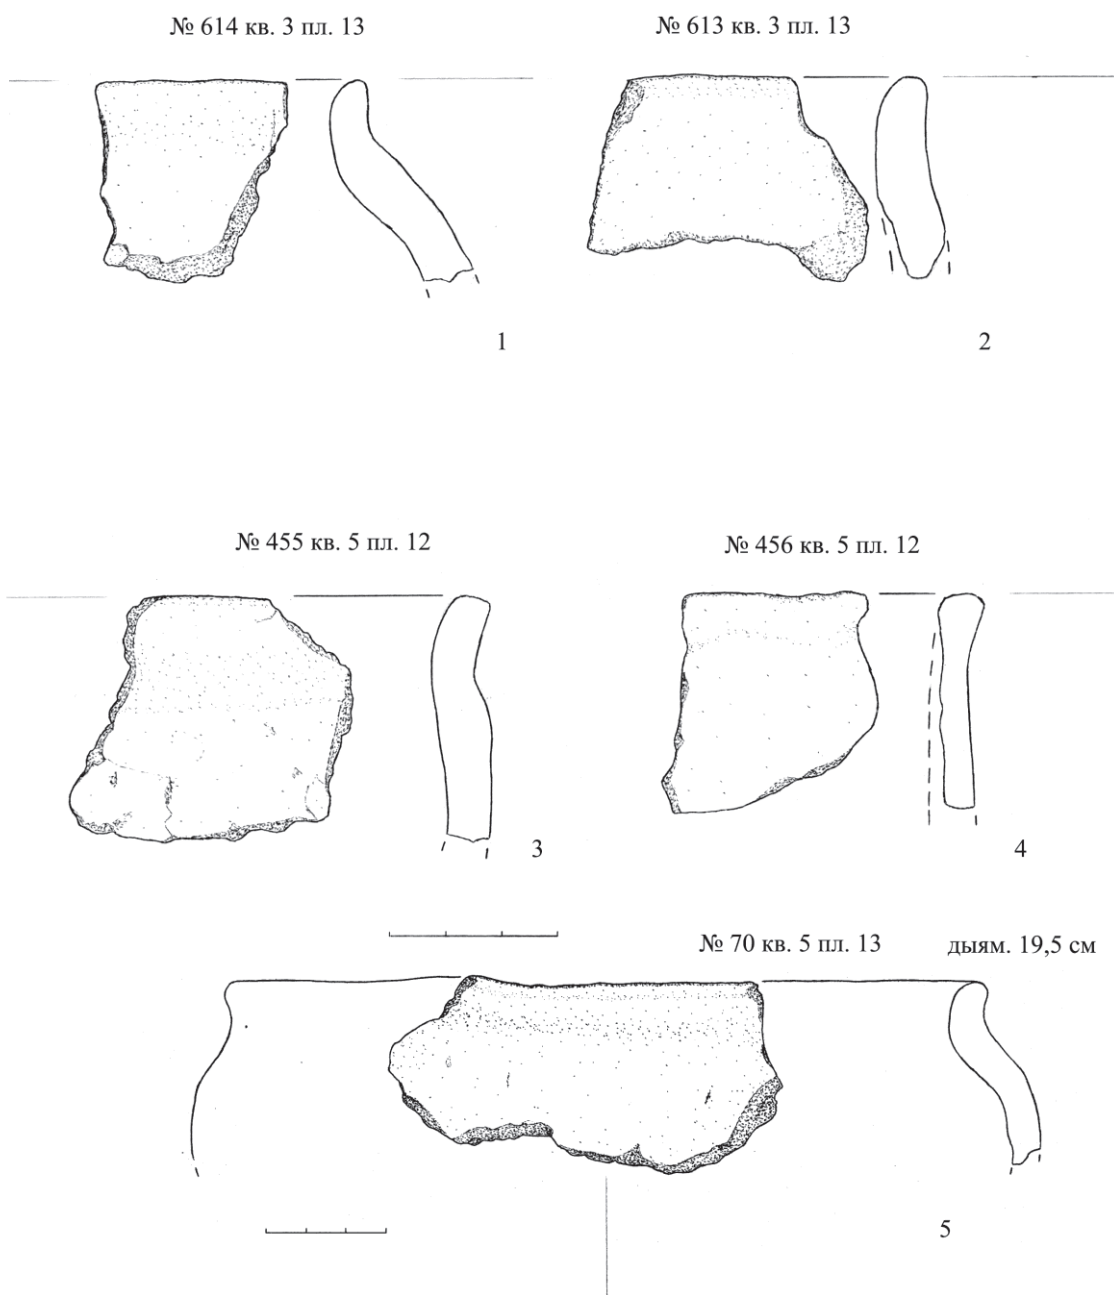 № 614 кв. 3 пл. 13
№ 613 кв. 3 пл. 13
1
2
№ 455 кв. 5 пл. 12
№ 456 кв. 5 пл. 12
3
4
№ 70 кв. 5 пл. 13
дыям. 19,5 см
5